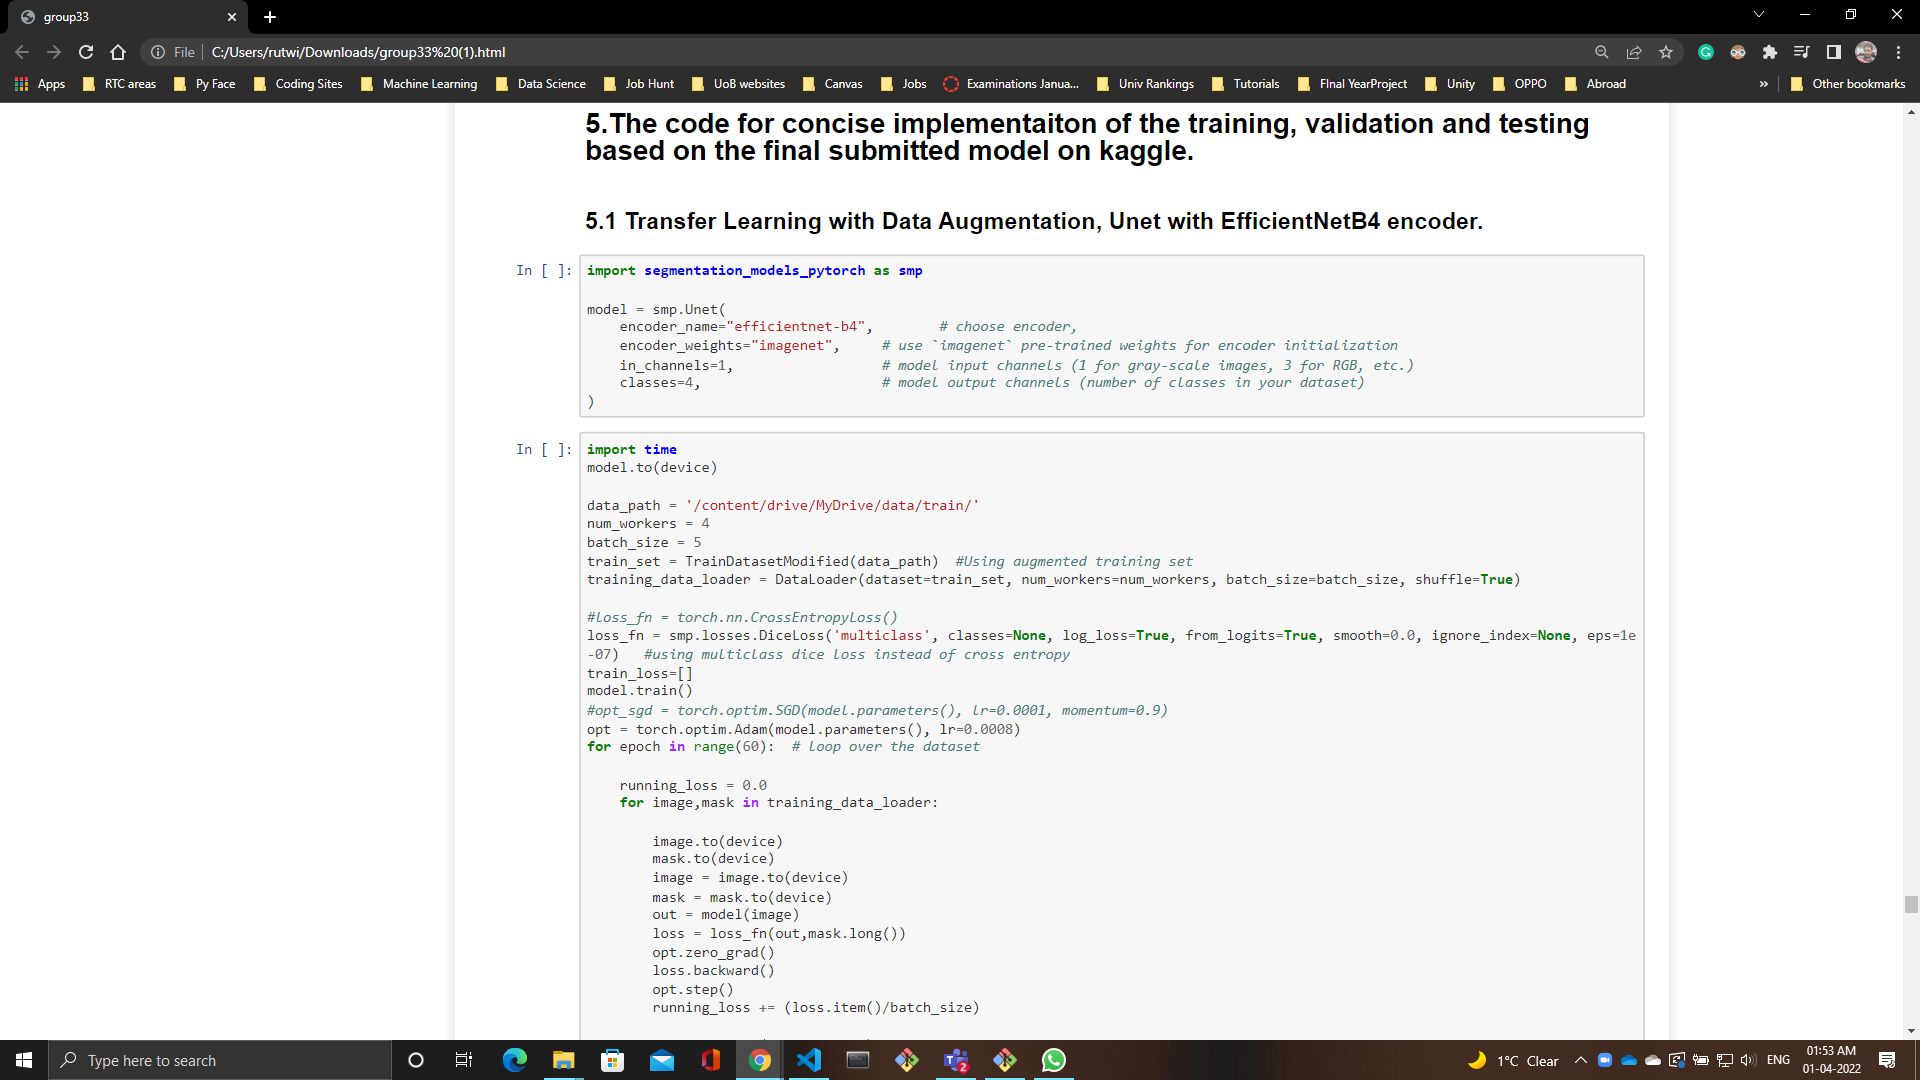 group33
File
C:/Users/rutwi/Downloads/group33%20(1).html
Apps
RTC areas
Py Face
Coding Sites
Machine Learning
Data Science
Job Hunt
UoB websites
Canvas
Jobs
Examinations Janua...
Univ Rankings
Tutorials
FInal YearProject
Unity
OPPO
Abroad
»
Other bookmarks
5.The code for concise implementaiton of the training, validation and testing
based on the final submitted model on kaggle.
5.1 Transfer Learning with Data Augmentation, Unet with EfficientNetB4 encoder.
In [ ]:
import segmentation_models_pytorch as smp
model = smp.Unet(
    encoder_name="efficientnet-b4",        # choose encoder,
    encoder_weights="imagenet",     # use `imagenet` pre-trained weights for encoder initialization
    in_channels=1,                  # model input channels (1 for gray-scale images, 3 for RGB, etc.)
    classes=4,                      # model output channels (number of classes in your dataset)
)
In [ ]:
import time
model.to(device)
data_path = '/content/drive/MyDrive/data/train/'
num_workers = 4
batch_size = 5
train_set = TrainDatasetModified(data_path)  #Using augmented training set
training_data_loader = DataLoader(dataset=train_set, num_workers=num_workers, batch_size=batch_size, shuffle=True)
#loss_fn = torch.nn.CrossEntropyLoss()
loss_fn = smp.losses.DiceLoss('multiclass', classes=None, log_loss=True, from_logits=True, smooth=0.0, ignore_index=None, eps=1e
-07)   #using multiclass dice loss instead of cross entropy
train_loss=[]
model.train()
#opt_sgd = torch.optim.SGD(model.parameters(), lr=0.0001, momentum=0.9)
opt = torch.optim.Adam(model.parameters(), lr=0.0008)
for epoch in range(60):  # loop over the dataset
    running_loss = 0.0
    for image,mask in training_data_loader:
        image.to(device)
        mask.to(device)
        image = image.to(device)
        mask = mask.to(device)
        out = model(image)
        loss = loss_fn(out,mask.long())
        opt.zero_grad()
        loss.backward()
        opt.step()
        running_loss += (loss.item()/batch_size)
Type here to search
2
1°C Clear
ENG
01:53 AM
01-04-2022